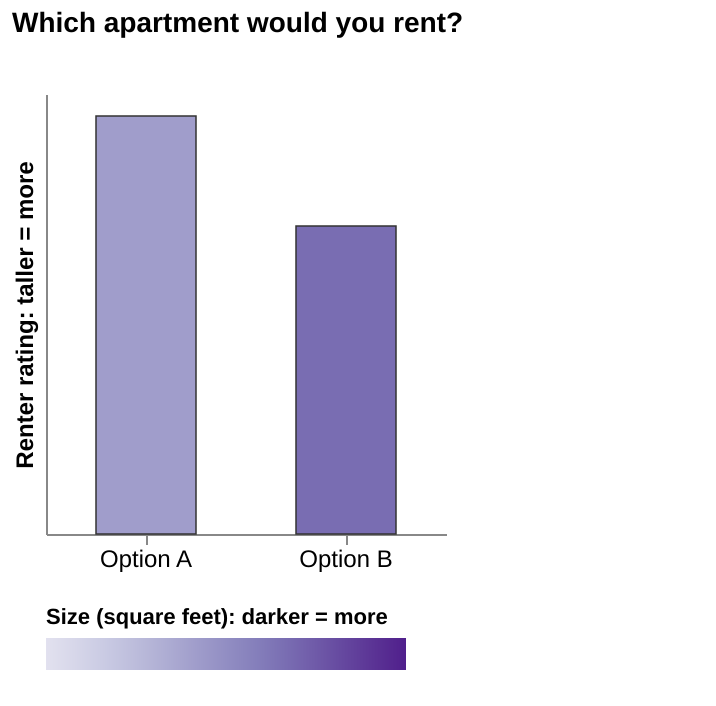 Which apartment would you rent?
Renter rating: taller = more
Option A
Option B
Size (square feet): darker = more